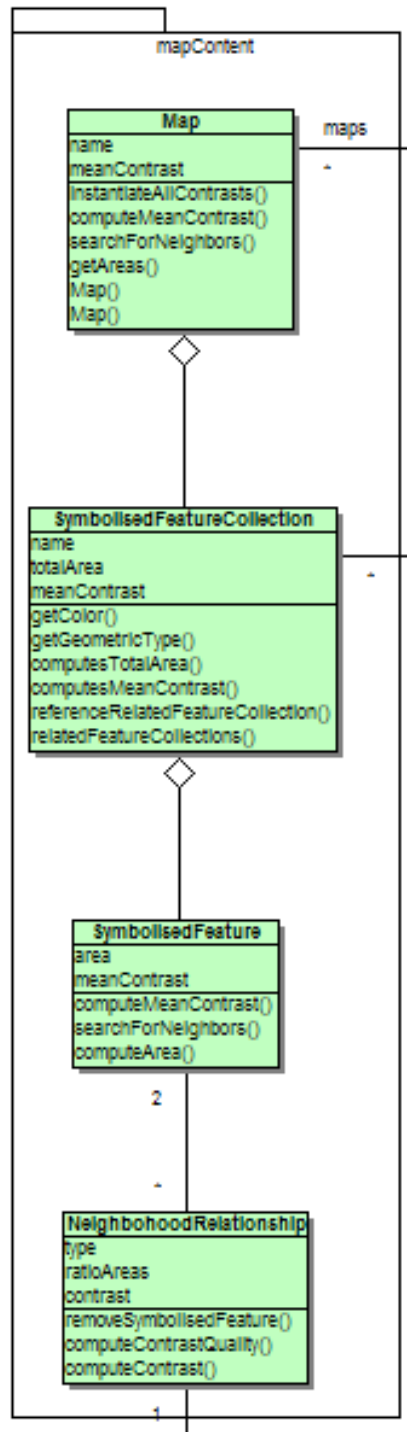 mapContent
Map
maps
name
meanContrast
*
instantiateAllContrasts()
computeMeanContrast()
searchForNeighbors()
getAreas()
Map()
Map()
SymbolisedFeatureCollection
name
totalArea
meanContrast
*
getColor()
getGeometricType()
computesTotalArea()
computesMeanContrast()
referenceRelatedFeatureCollection()
relatedFeatureCollections()
SymbolisedFeature
area
meanContrast
computeMeanContrast()
searchForNeighbors()
computeArea()
2
*
NeighbohoodRelationship
type
ratioAreas
contrast
removeSymbolisedFeature()
computeContrastQuality()
computeContrast()
1